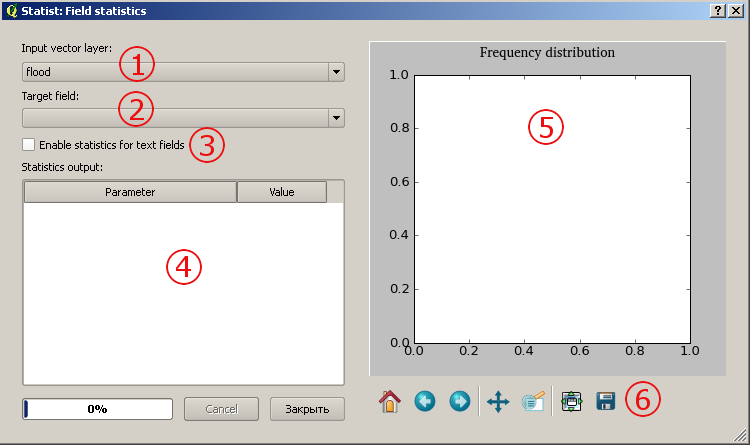 Statist: Field statistics
Input vector layer:
①
flood
Target field:
②
Enable statistics for text fields
③
Statistics output:
Parameter Value
④
0% Cancel Закрыть
Frequency distribution
1.0
0.8
0.6
0.4
0.2
0.0
0.0 0.2 0.4 0.6 0.8 1.0
⑤
⑥